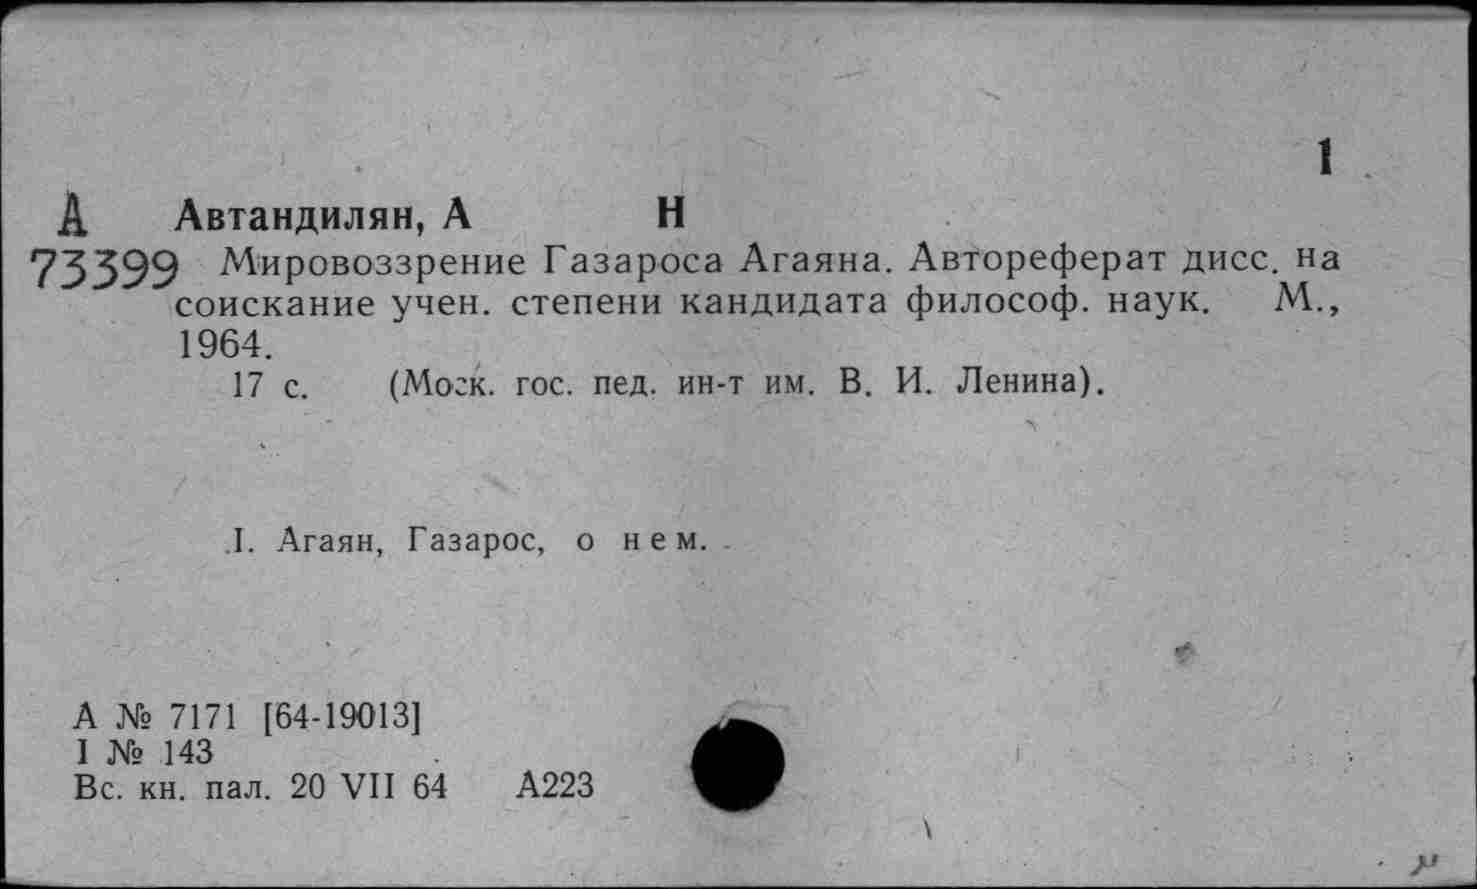 1
А Автандилян, А Н
73399 Мировоззрение Газароса Агаяна. Автореферат дисс. на
соискание учен. степени кандидата философ. наук. М.,
1964.
17 с. (Моск. гос. пед. ин-т им. В. И. Ленина).
I. Агаян, Газарос, о нем.
А № 7171 [64-19013]
I № 143
Вс. кн. пал. 20 VII 64 А223